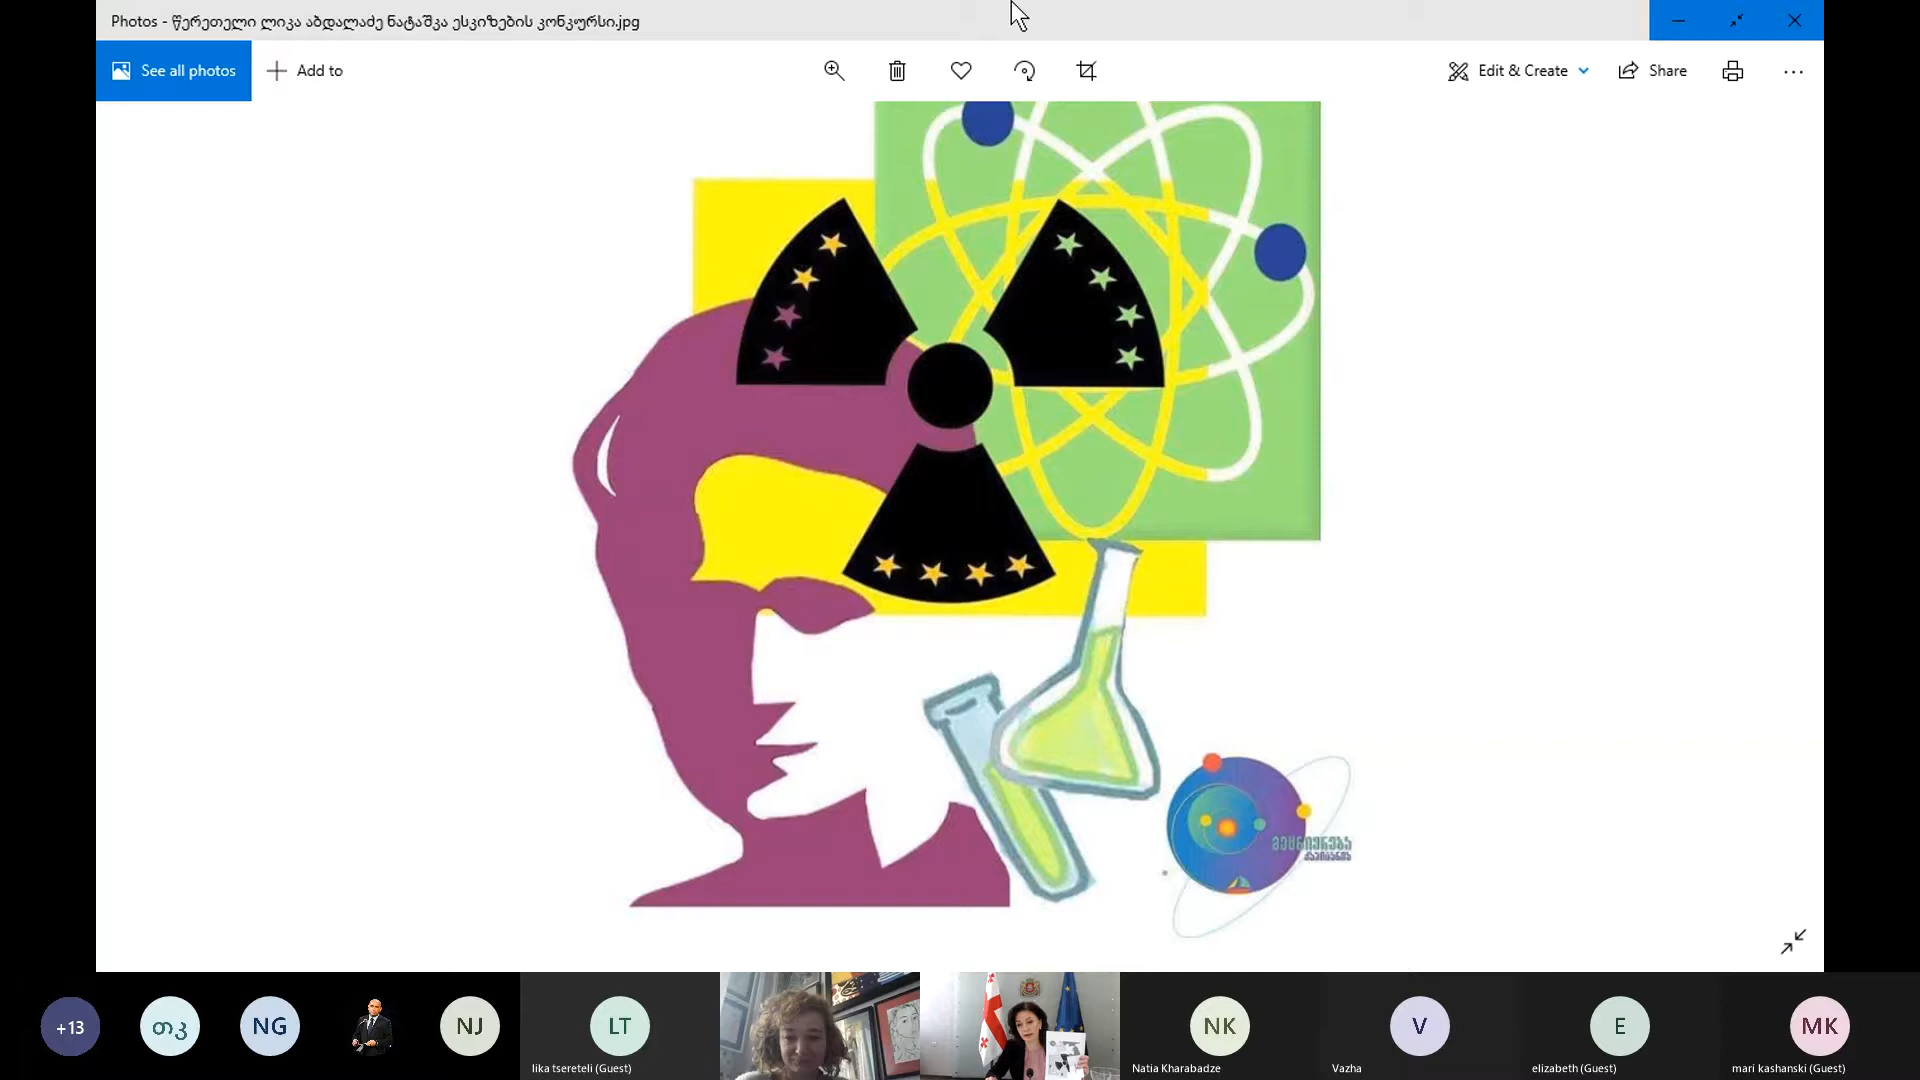 Photos - წერეთელი ლიკა აბდალაძე ნატაშკა ესკიზების კონკურსი.jpg
See all photos
Add to
Edit & Create
Share
მეცნიერება
+13
თკ
NG
NJ
LT
NK
V
E
MK
lika tsereteli (Guest)
Natia Kharabadze
Vazha
elizabeth (Guest)
mari kashanski (Guest)